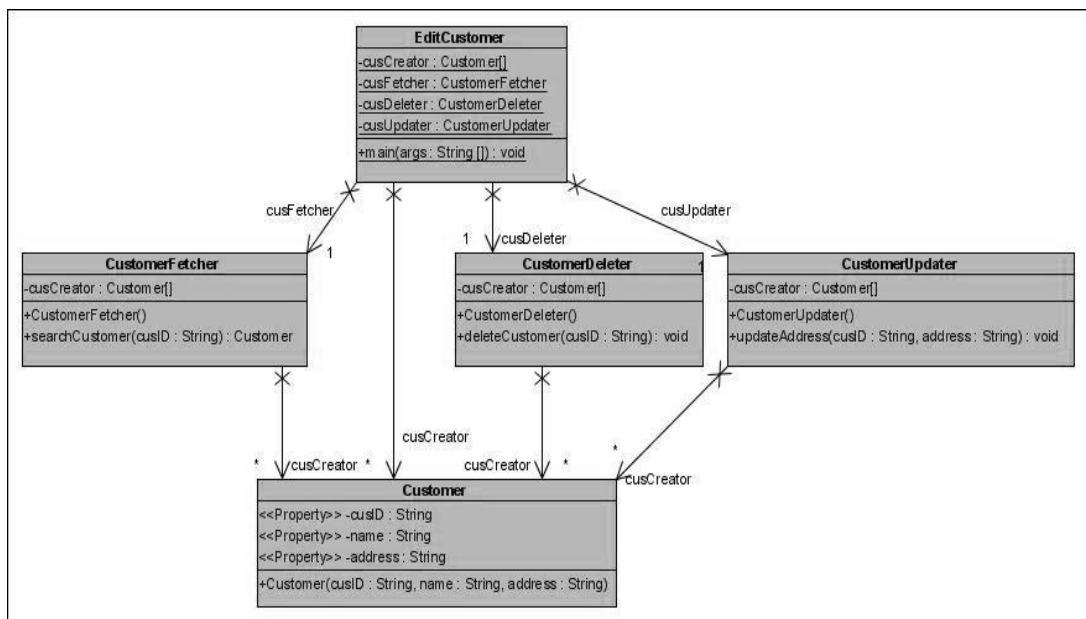 EditCustomer
-cusCreator : Customer[]
-cusFetcher : CustomerFetcher
-cusDeleter : CustomerDeleter
-cusUpdater : CustomerUpdater
+main(args : String []) : void
cusFetcher
1
1
cusDeleter
cusUpdater
1
CustomerFetcher
-cusCreator : Customer[]
+CustomerFetcher()
+searchCustomer(cusID : String) : Customer
CustomerDeleter
-cusCreator : Customer[]
+CustomerDeleter()
+deleteCustomer(cusID : String) : void
CustomerUpdater
-cusCreator : Customer[]
+CustomerUpdater()
+updateAddress(cusID : String, address : String) : void
*
cusCreator
*
cusCreator
cusCreator
*
*
cusCreator
Customer
<<Property>> -cusID : String
<<Property>> -name : String
<<Property>> -address : String
+Customer(cusID : String, name : String, address : String)